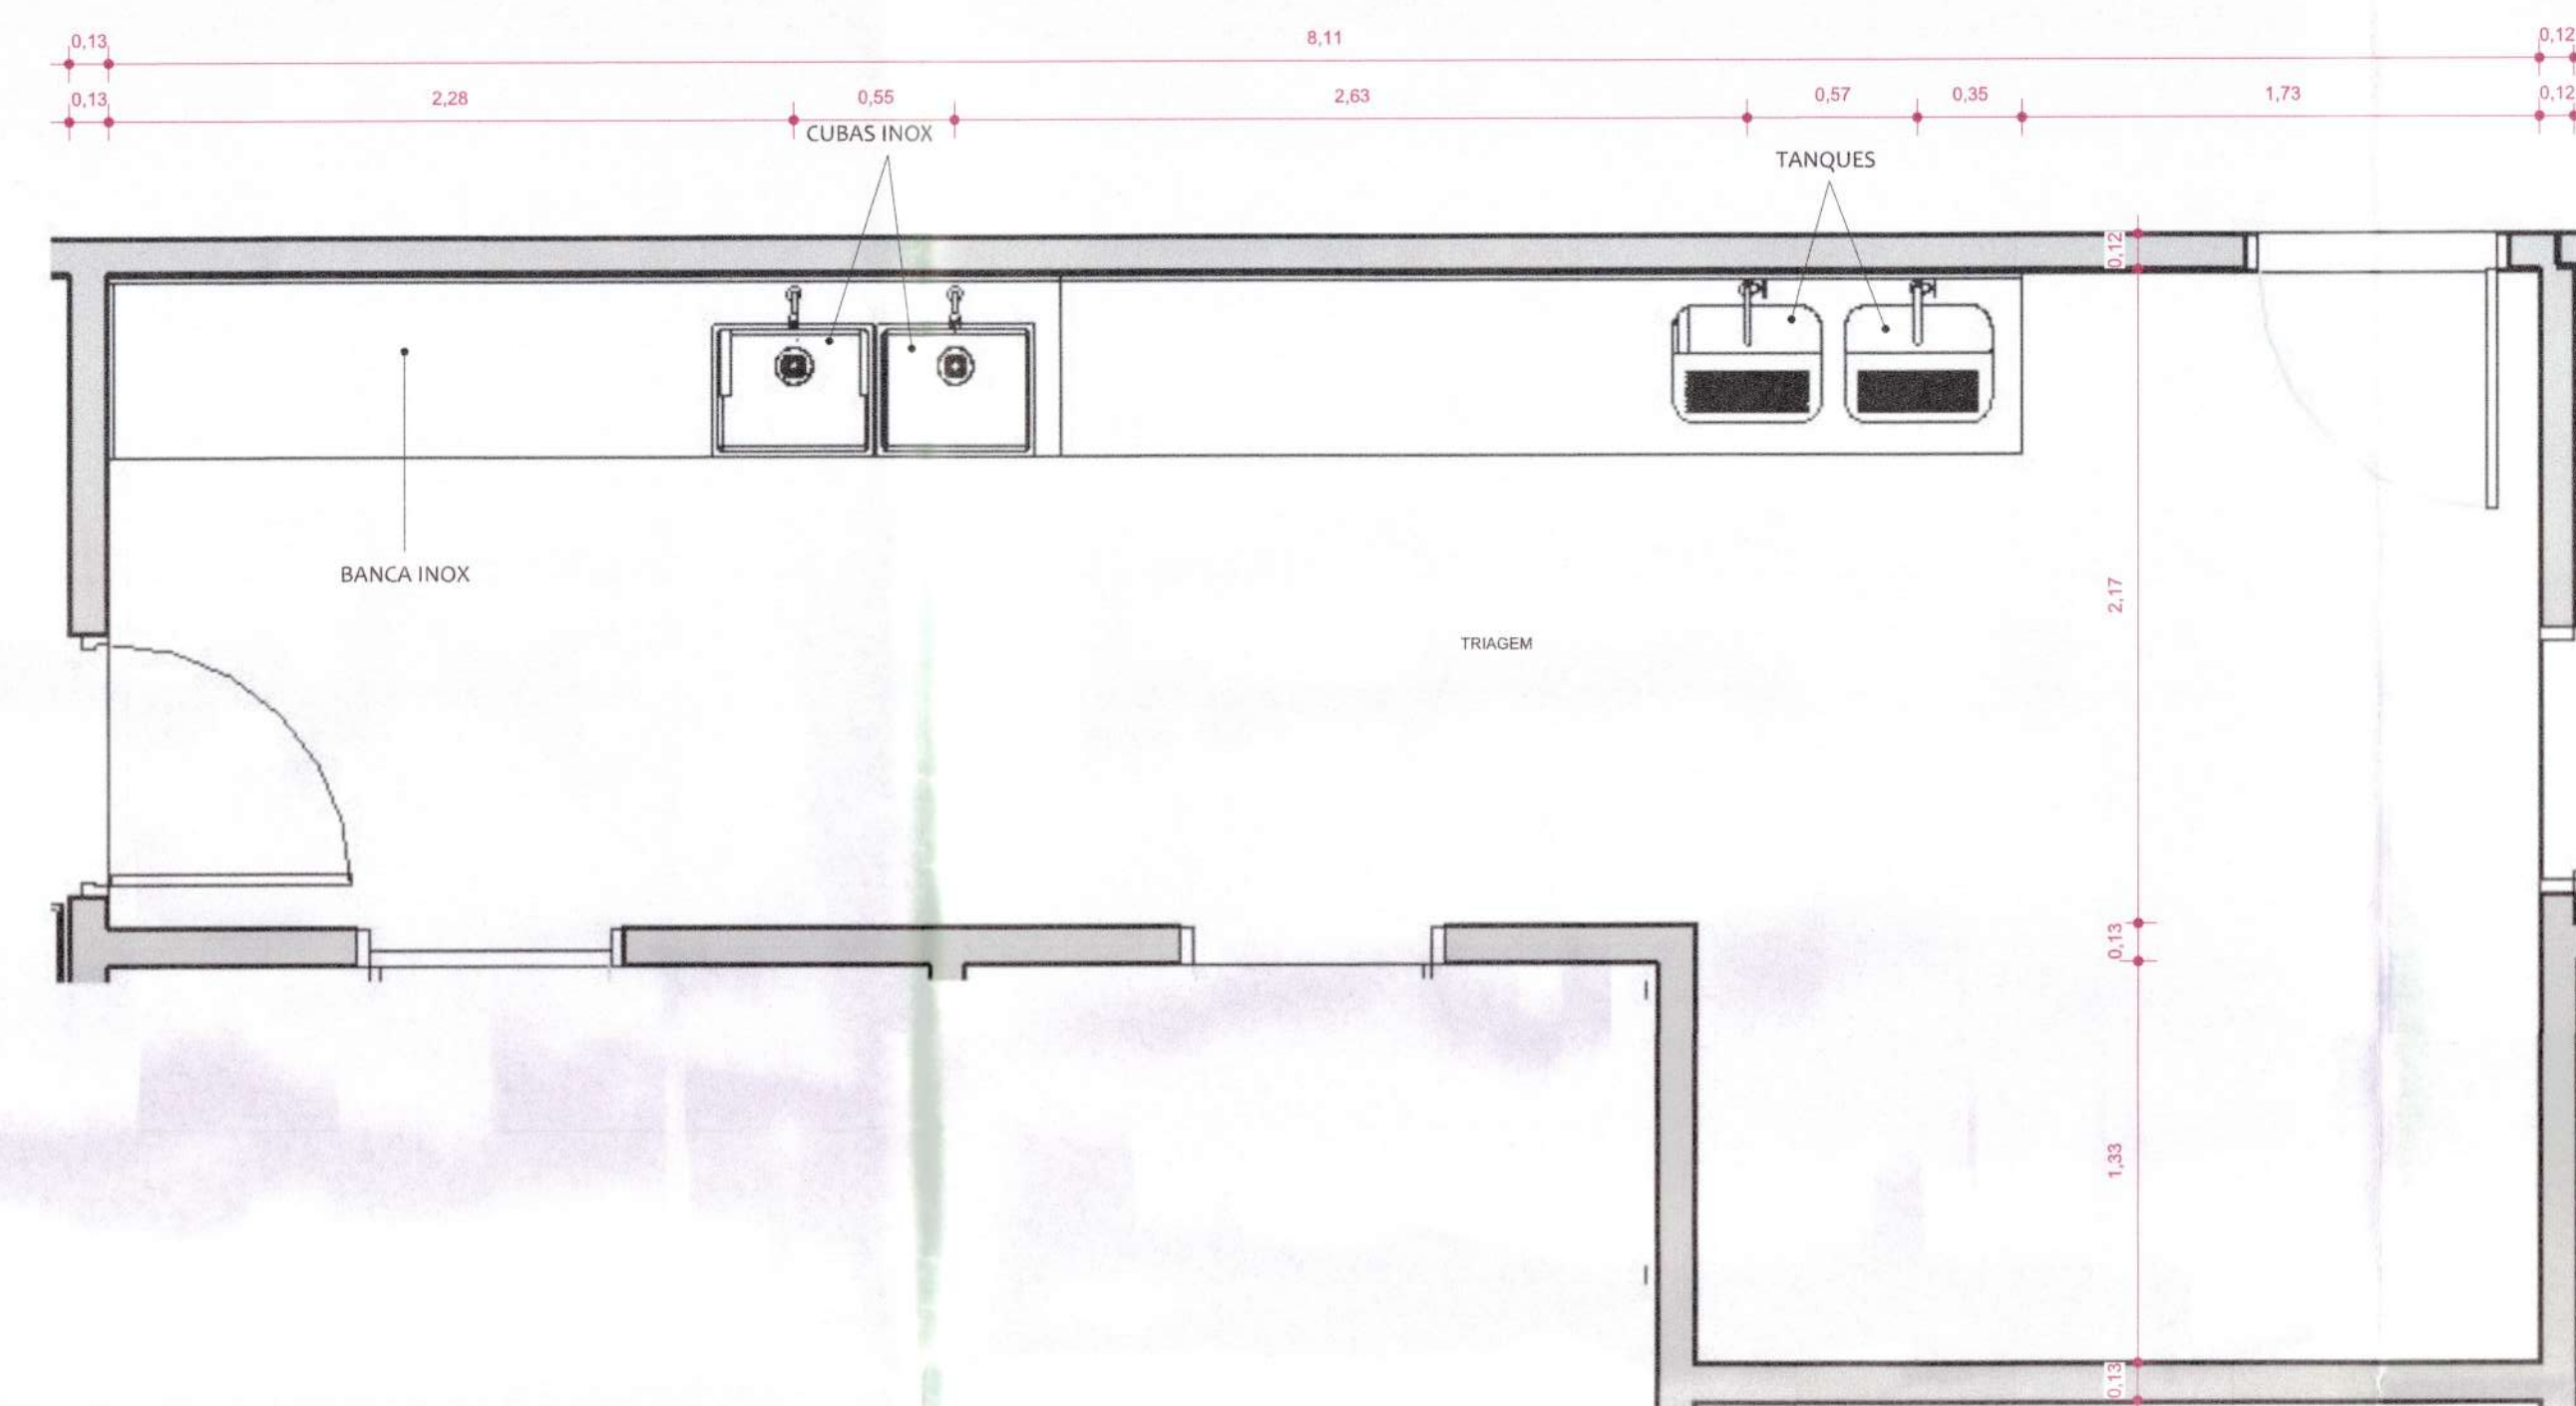 0,13 8,11 0,12
0,13 2,28 0,55 2,63 0,57 0,35 1,73 0,12
CUBAS INOX
TANQUES
0,12
BANCA INOX
2,17
TRIAGEM
0,13
1,33
0,13